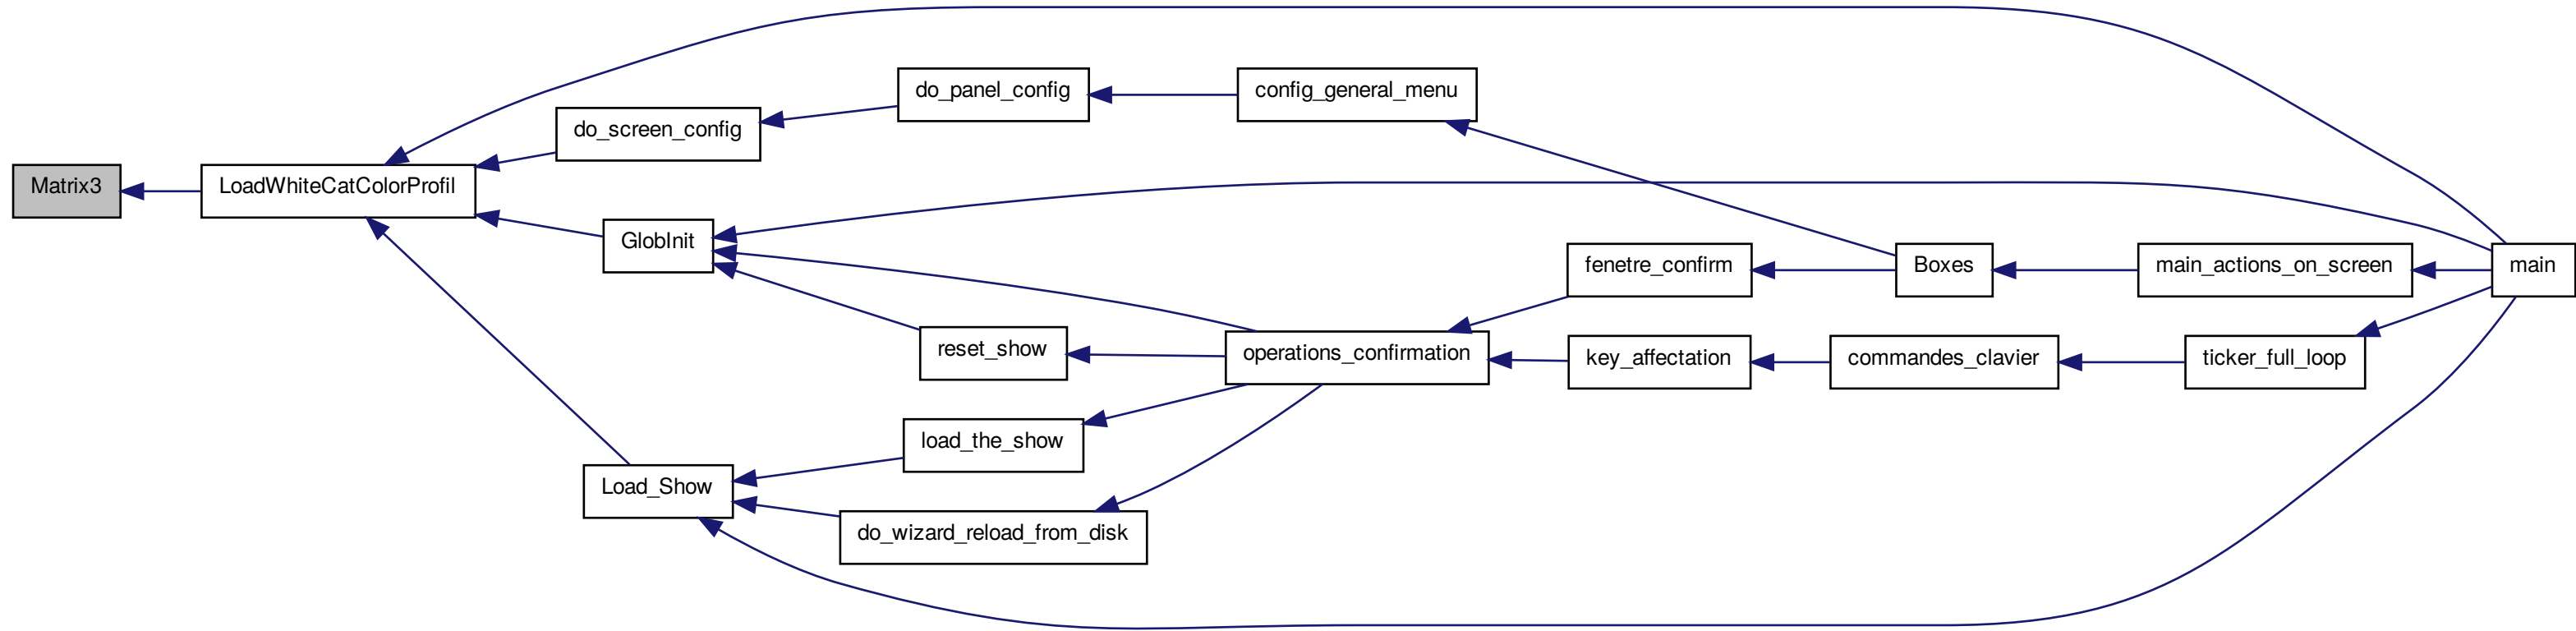 do_panel_config
config_general_menu
do_screen_config
Matrix3
LoadWhiteCatColorProfil
GlobInit
fenetre_confirm
Boxes
main_actions_on_screen
main
reset_show
operations_confirmation
key_affectation
commandes_clavier
ticker_full_loop
load_the_show
Load_Show
do_wizard_reload_from_disk